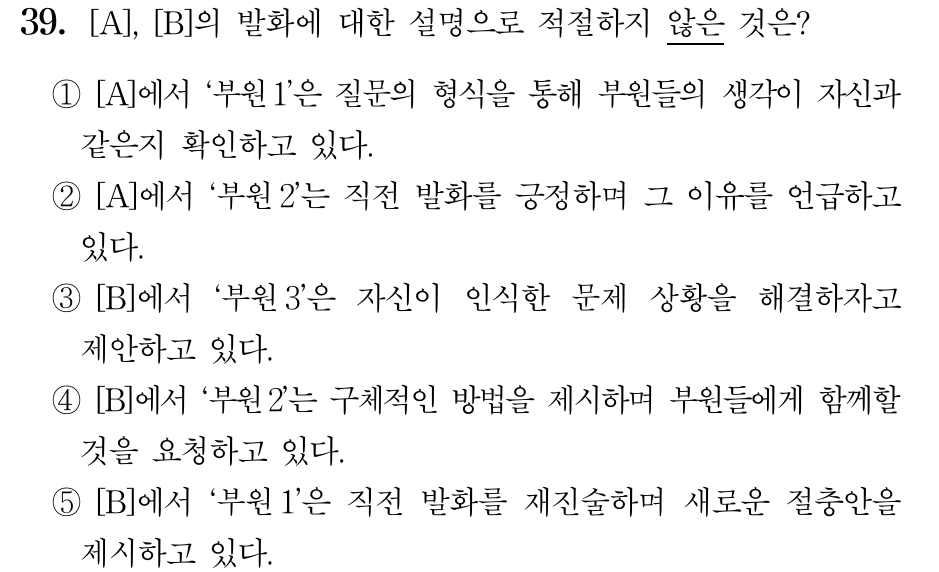 39. [A], [B]의 발화에 대한 설명으로 적절하지 않은 것은?
① [A]에서 ‘부원 1’은 질문의 형식을 통해 부원들의 생각이 자신과
같은지 확인하고 있다.
② [A]에서 ‘부원 2’는 직전 발화를 긍정하며 그 이유를 언급하고
있다.
③ [B]에서 ‘부원 3’은 자신이 인식한 문제 상황을 해결하자고
제안하고 있다.
④ [B]에서 ‘부원 2’는 구체적인 방법을 제시하며 부원들에게 함께할
것을 요청하고 있다.
⑤ [B]에서 ‘부원 1’은 직전 발화를 재진술하며 새로운 절충안을
제시하고 있다.